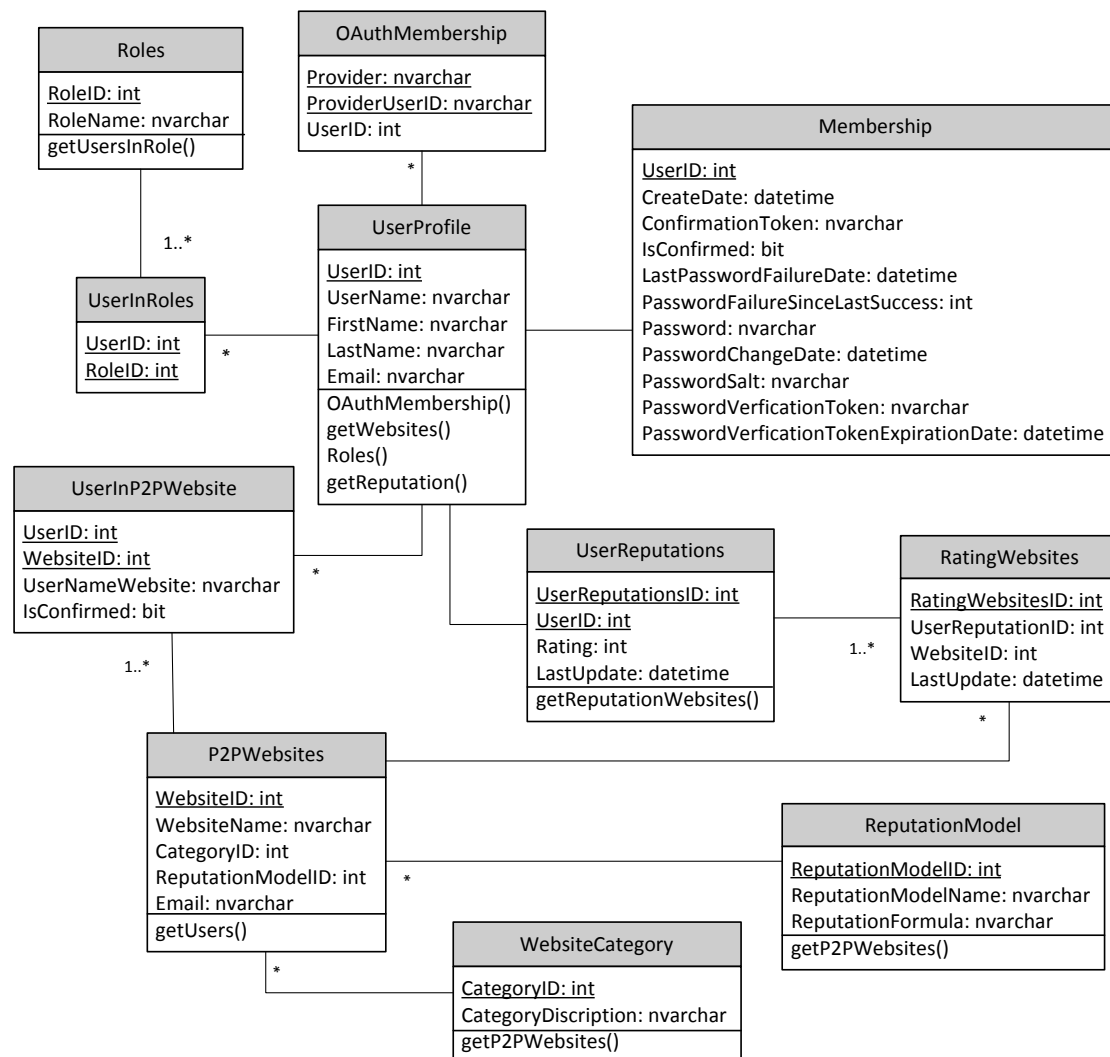 Roles
RoleID: int
RoleName: nvarchar
getUsersInRole()
OAuthMembership
Provider: nvarchar
ProviderUserID: nvarchar
UserID: int
*
Membership
UserID: int
CreateDate: datetime
ConfirmationToken: nvarchar
IsConfirmed: bit
LastPasswordFailureDate: datetime
PasswordFailureSinceLastSuccess: int
Password: nvarchar
PasswordChangeDate: datetime
PasswordSalt: nvarchar
PasswordVerficationToken: nvarchar
PasswordVerficationTokenExpirationDate: datetime
1..*
UserInRoles
UserID: int
RoleID: int
*
UserProfile
UserID: int
UserName: nvarchar
FirstName: nvarchar
LastName: nvarchar
Email: nvarchar
OAuthMembership()
getWebsites()
Roles()
getReputation()
UserInP2PWebsite
UserID: int
WebsiteID: int
UserNameWebsite: nvarchar
IsConfirmed: bit
*
1..*
UserReputations
UserReputationsID: int
UserID: int
Rating: int
LastUpdate: datetime
getReputationWebsites()
1..*
RatingWebsites
RatingWebsitesID: int
UserReputationID: int
WebsiteID: int
LastUpdate: datetime
*
P2PWebsites
WebsiteID: int
WebsiteName: nvarchar
CategoryID: int
ReputationModelID: int
Email: nvarchar
getUsers()
*
*
ReputationModel
ReputationModelID: int
ReputationModelName: nvarchar
ReputationFormula: nvarchar
getP2PWebsites()
WebsiteCategory
CategoryID: int
CategoryDiscription: nvarchar
getP2PWebsites()